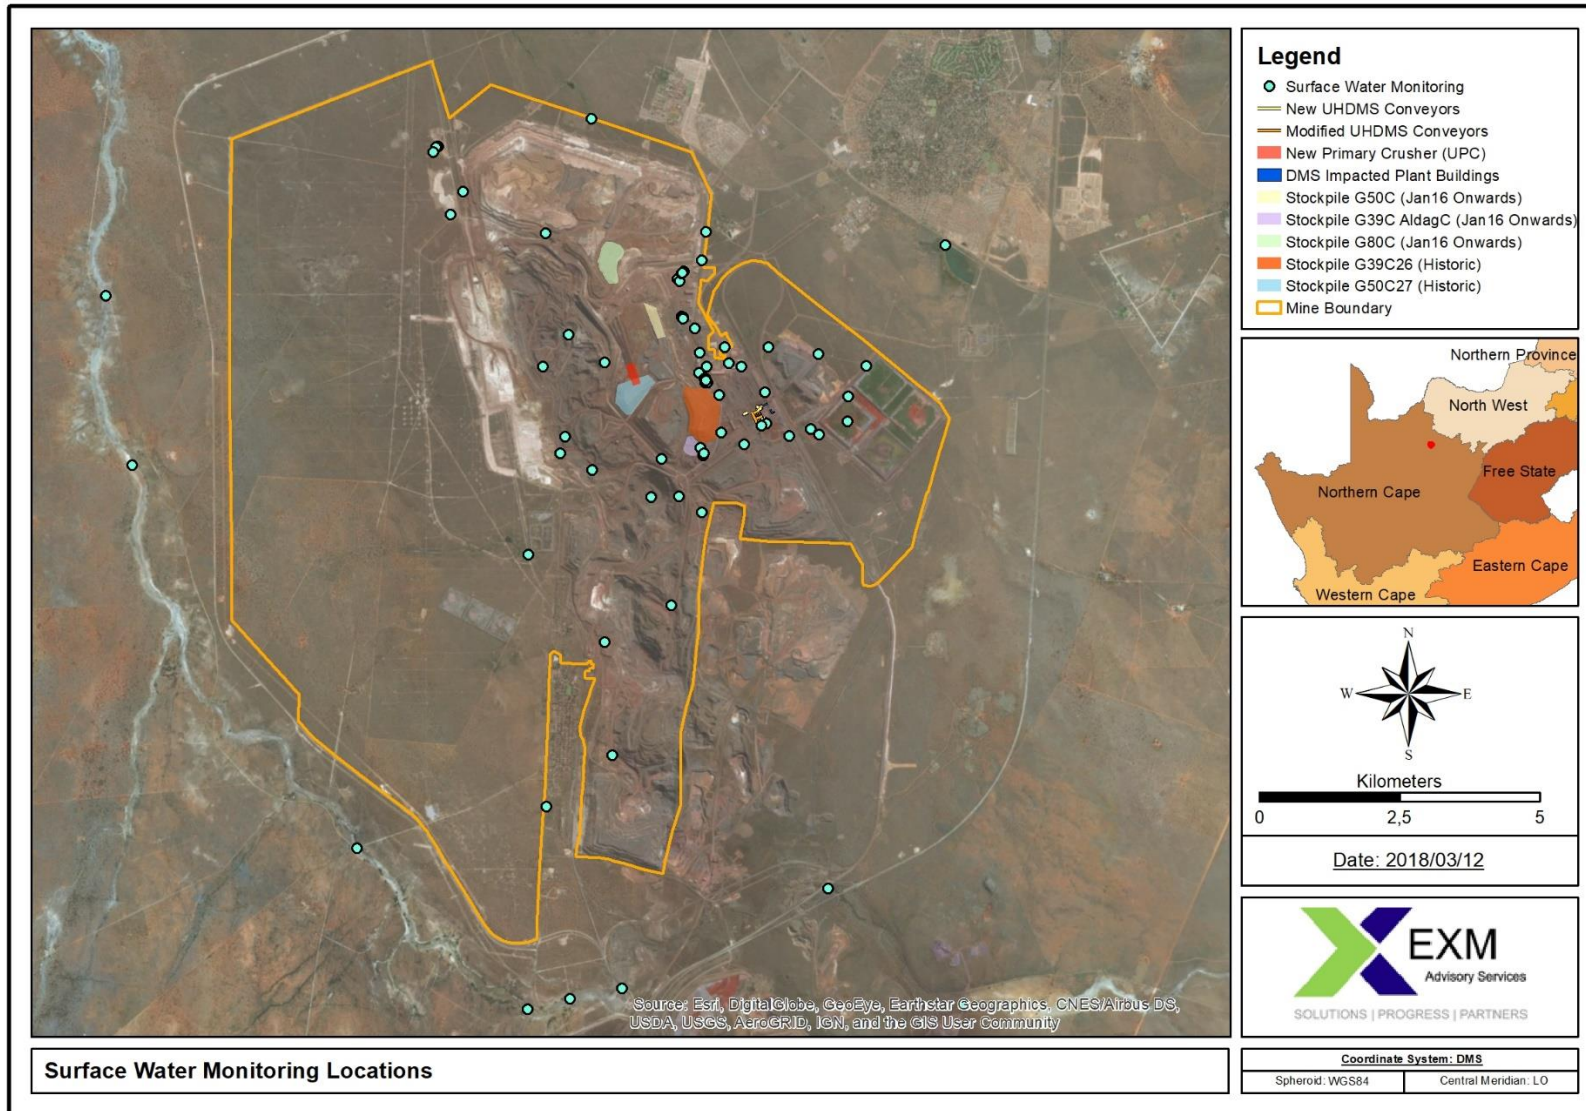 Legend
Surface Water Monitoring
New UHDMS Conveyors
Modified UHDMS Conveyors
New Primary Crusher (UPC)
DMS Impacted Plant Buildings
Stockpile G50C (Jan16 Onwards)
Stockpile G39C AldagC (Jan16 Onwards)
Stockpile G80C (Jan16 Onwards)
Stockpile G39C26 (Historic)
Stockpile G50C27 (Historic)
Mine Boundary
Northern Province
North West
Free State
Northern Cape
Eastern Cape
Western Cape
N
W E
S
Kilometers
0 2,5 5
Date: 2018/03/12
EXM
Advisory Services
SOLUTIONS | PROGRESS | PARTNERS
Source: Esri, DigitalGlobe, GeoEye, Earthstar Geographics, CNES/Airbus DS,
USDA, USGS, AeroGRID, IGN, and the GIS User Community
Surface Water Monitoring Locations
Coordinate System: DMS
Spheroid: WGS84 Central Meridian: LO